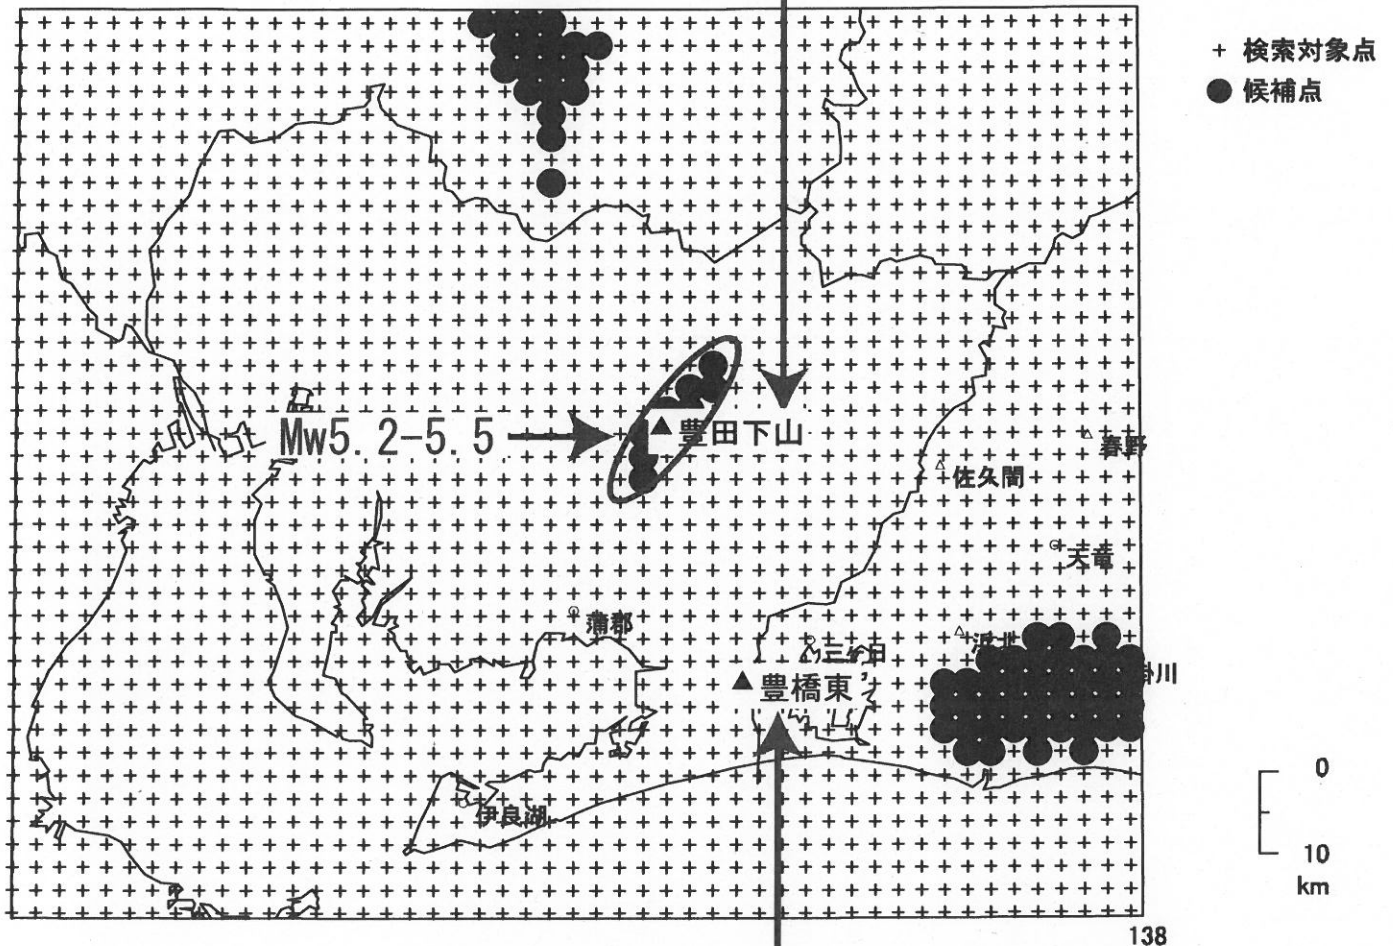 + 検索対象点
● 候補点
Mw5.2-5.5
▲豊田下山
春野
佐久間
天竜
蒲郡
三ヶ日
浜北
掛川
▲豊橋東
伊良湖
0
10
km
138